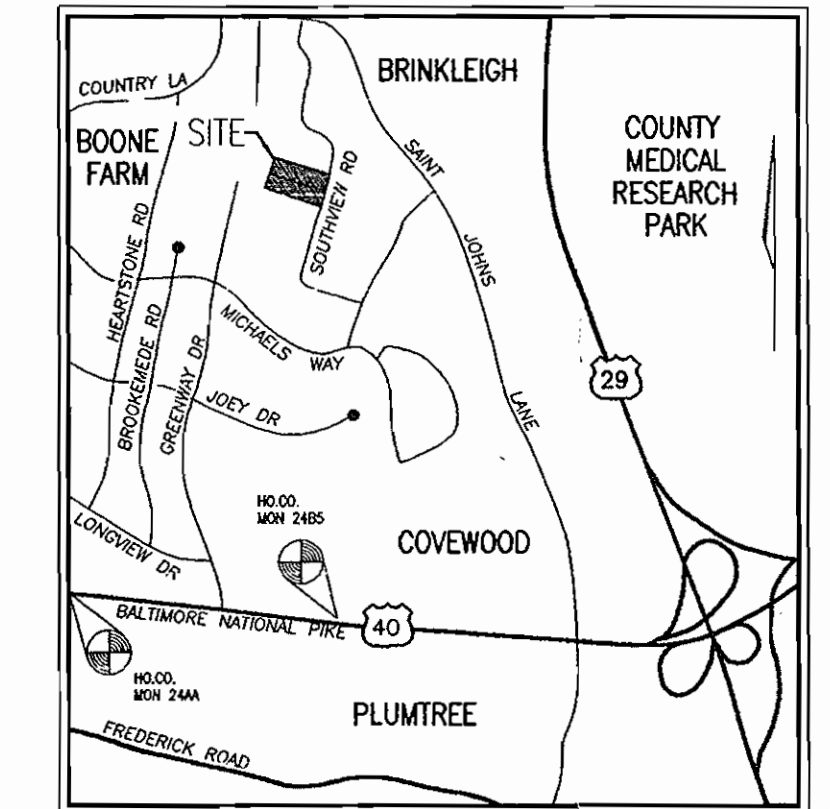 BRINKLEIGH
COUNTRY LA
BOONE
FARM
SITE
COUNTY
MEDICAL
RESEARCH
PARK
SAINT
JOHNS
LANE
SOUTHVIEW RD
HEARTSTONE RD
BROOKEMEDE RD
GREENWAY DR
MICHAELS
WAY
JOEY DR
29
HO.CO.
MON 24B5
COVEWOOD
LONGVIEW DR
BALTIMORE NATIONAL PIKE
40
HO.CO.
MON 24AA
PLUMTREE
FREDERICK ROAD